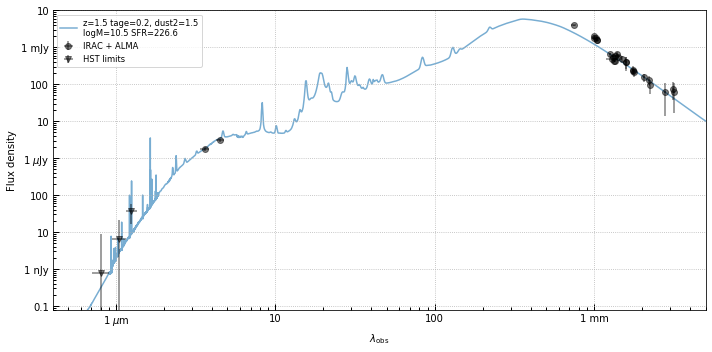 z=1.5 tage=0.2, dust2=1.5
logM=10.5 SFR=226.6
IRAC + ALMA
HST limits
Flux density
10
1 mJy
100
10
1 μJy
100
10
1 nJy
0.1
1 μm
10
100
1 mm
λobs